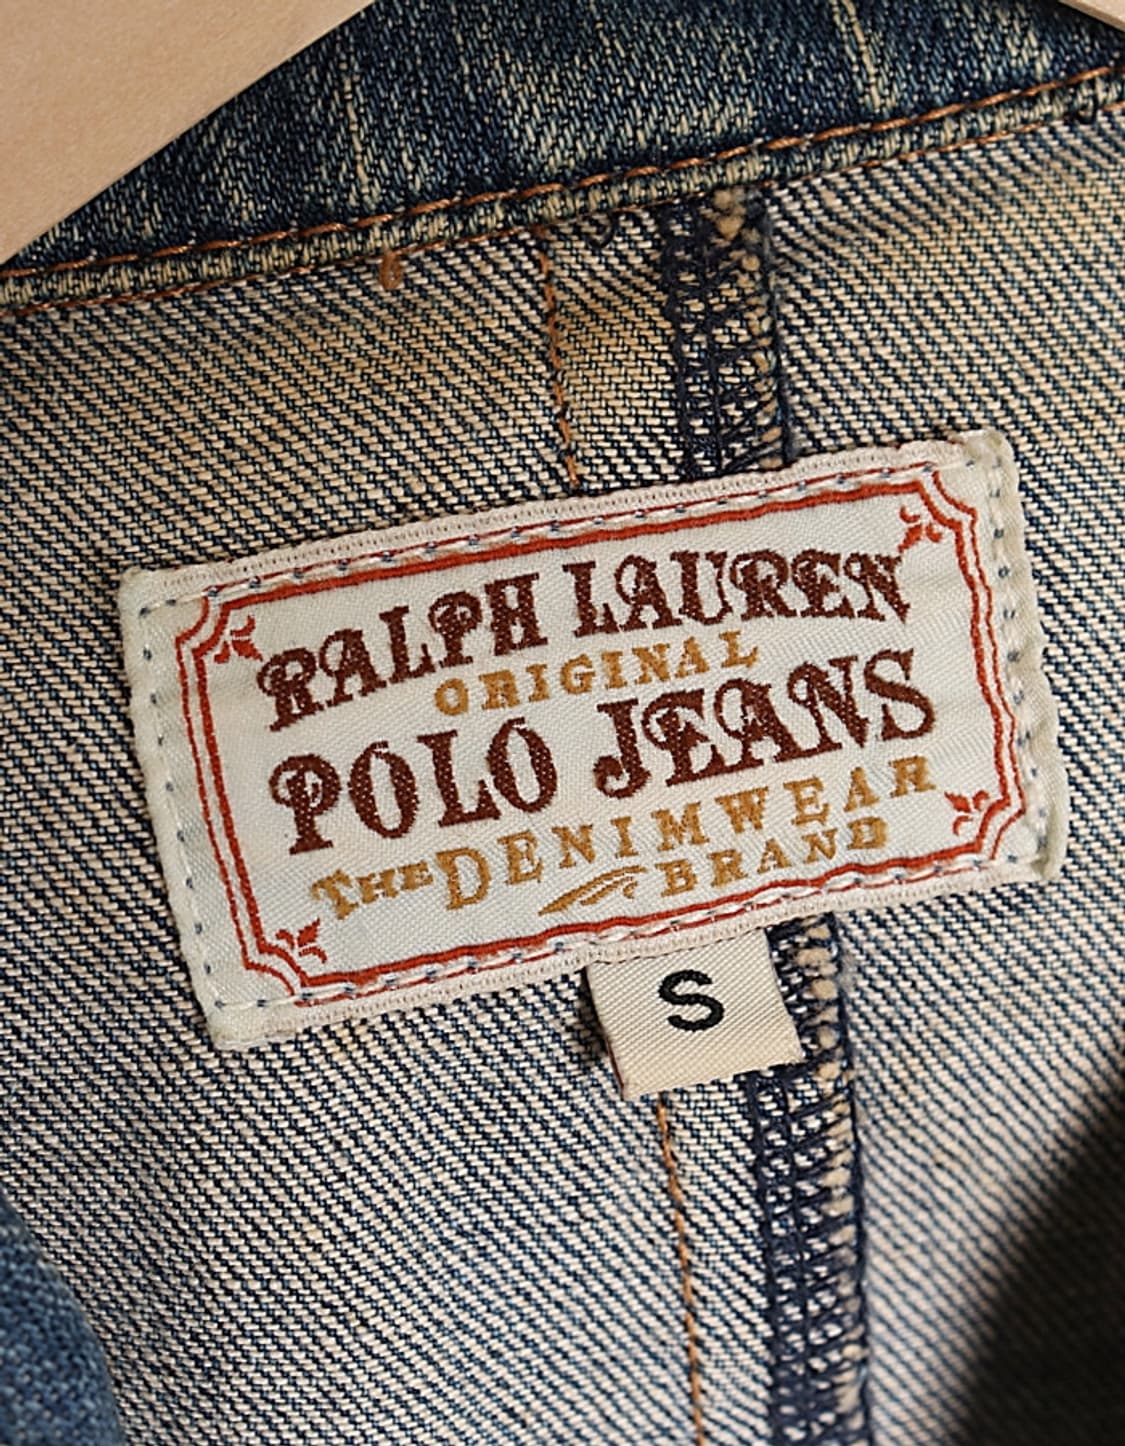 RALPH LAUREN
ORIGINAL
POLO JEANS
THE DENIMWEAR
BRAND
S